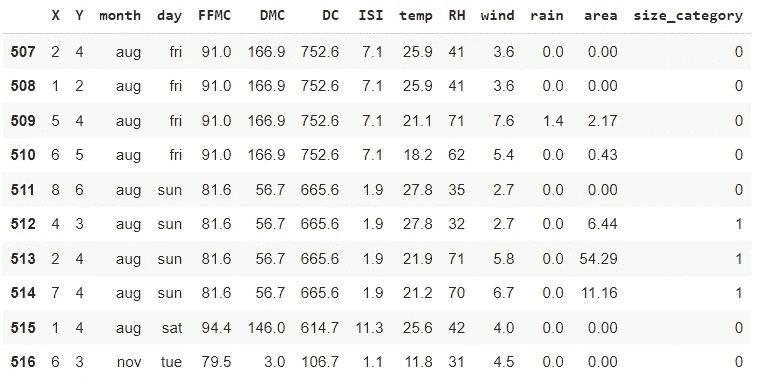 X Y month day FFMC DMC DC ISI temp RH wind rain area size_category
507 2 4 aug fri 91.0 166.9 752.6 7.1 25.9 41 3.6 0.0 0.00 0
508 1 2 aug fri 91.0 166.9 752.6 7.1 25.9 41 3.6 0.0 0.00 0
509 5 4 aug fri 91.0 166.9 752.6 7.1 21.1 71 7.6 1.4 2.17 0
510 6 5 aug fri 91.0 166.9 752.6 7.1 18.2 62 5.4 0.0 0.43 0
511 8 6 aug sun 81.6 56.7 665.6 1.9 27.8 35 2.7 0.0 0.00 0
512 4 3 aug sun 81.6 56.7 665.6 1.9 27.8 32 2.7 0.0 6.44 1
513 2 4 aug sun 81.6 56.7 665.6 1.9 21.9 71 5.8 0.0 54.29 1
514 7 4 aug sun 81.6 56.7 665.6 1.9 21.2 70 6.7 0.0 11.16 1
515 1 4 aug sat 94.4 146.0 614.7 11.3 25.6 42 4.0 0.0 0.00 0
516 6 3 nov tue 79.5 3.0 106.7 1.1 11.8 31 4.5 0.0 0.00 0